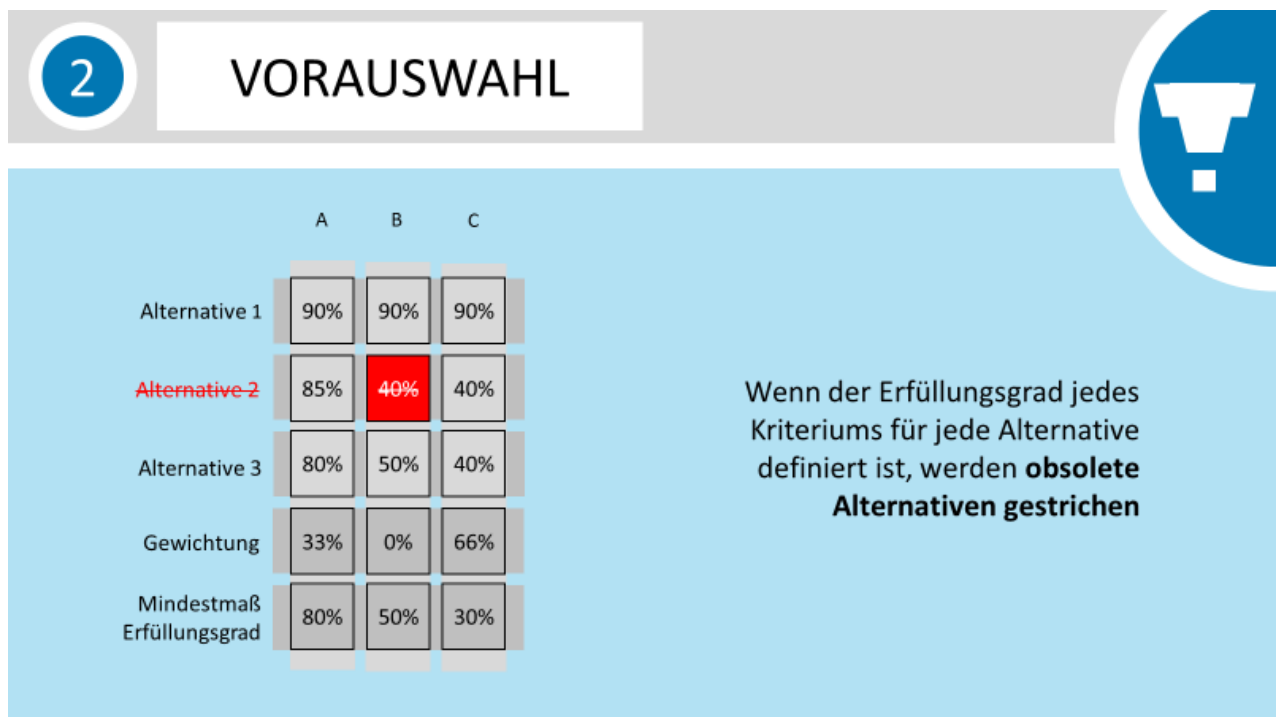 2 VORAUSWAHL
A B C
Alternative 1 90% 90% 90%
Alternative 2 85% 40% 40%
Alternative 3 80% 50% 40%
Gewichtung 33% 0% 66%
Mindestmaß
Erfüllungsgrad 80% 50% 30%
Wenn der Erfüllungsgrad jedes
Kriteriums für jede Alternative
definiert ist, werden obsolete
Alternativen gestrichen